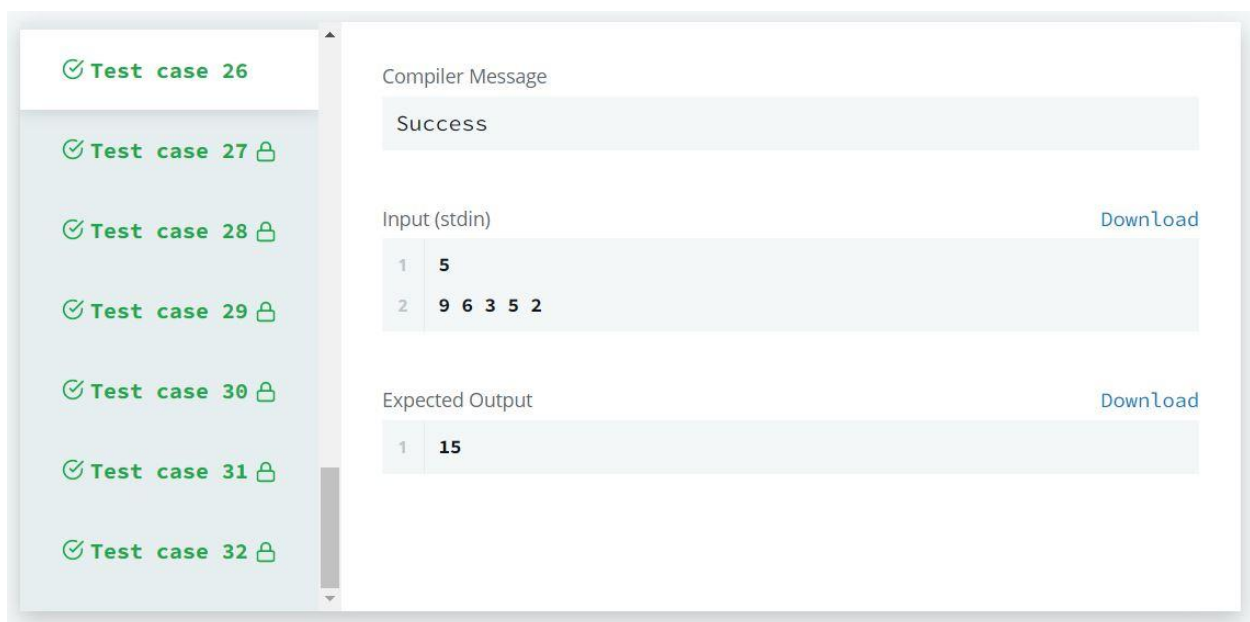 Test case 26
Test case 27
Test case 28
Test case 29
Test case 30
Test case 31
Test case 32
Compiler Message
Success
Input (stdin)
Download
1 5
2 9 6 3 5 2
Expected Output
Download
1 15